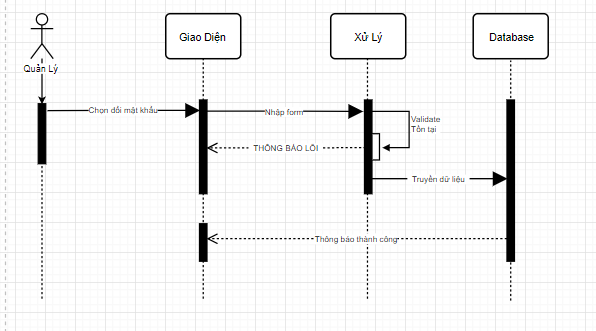 Giao Diện
Xử Lý
Database
Quản Lý
Chọn đổi mật khẩu
Nhập form
Validate
Tồn tại
THÔNG BÁO LỖI
Truyền dữ liệu
Thông báo thành công